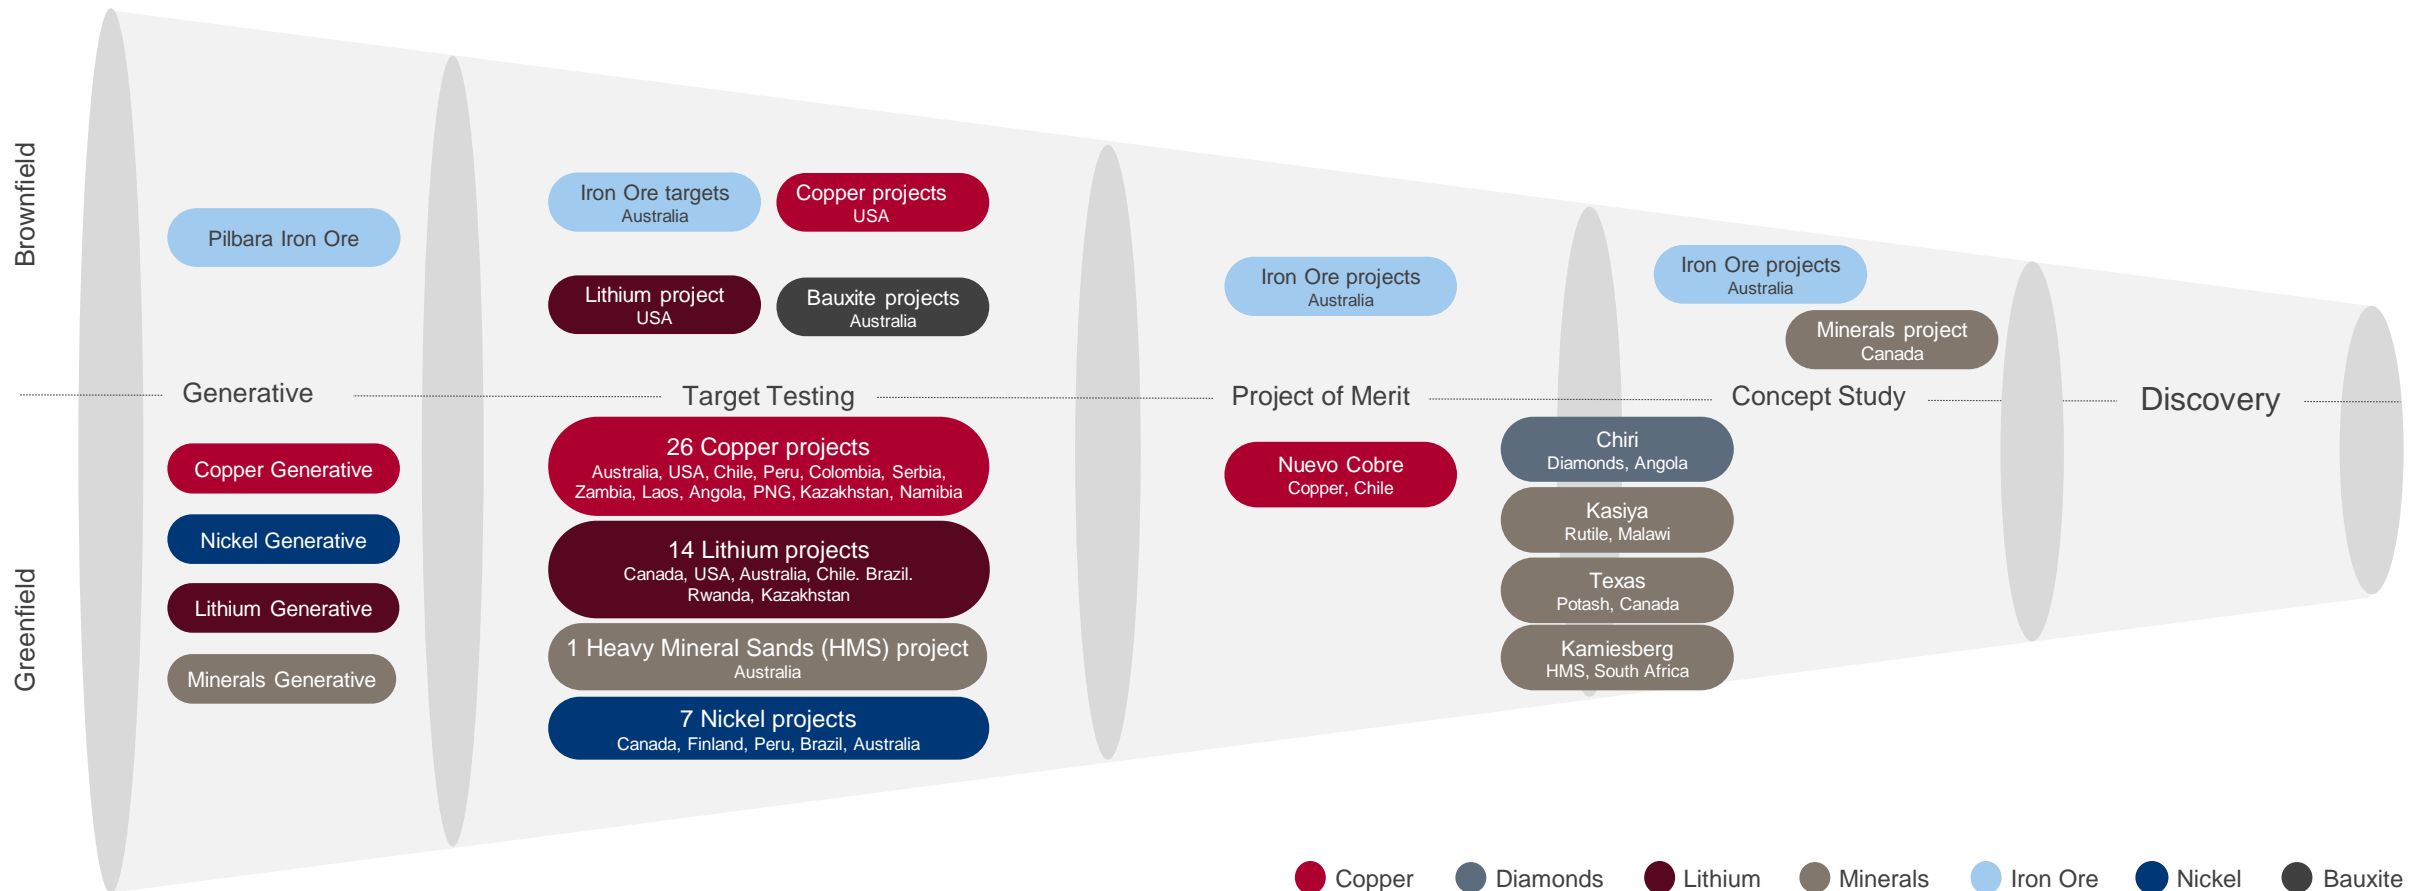 Brownfield
Pilbara Iron Ore
Iron Ore targets
Australia
Copper projects
USA
Lithium project
USA
Bauxite projects
Australia
Iron Ore projects
Australia
Iron Ore projects
Australia
Minerals project
Canada
Generative
Target Testing
Project of Merit
Concept Study
Discovery
Greenfield
Copper Generative
Nickel Generative
Lithium Generative
Minerals Generative
26 Copper projects
Australia, USA, Chile, Peru, Colombia, Serbia,
Zambia, Laos, Angola, PNG, Kazakhstan, Namibia
14 Lithium projects
Canada, USA, Australia, Chile. Brazil.
Rwanda, Kazakhstan
1 Heavy Mineral Sands (HMS) project
Australia
7 Nickel projects
Canada, Finland, Peru, Brazil, Australia
Nuevo Cobre
Copper, Chile
Chiri
Diamonds, Angola
Kasiya
Rutile, Malawi
Texas
Potash, Canada
Kamiesberg
HMS, South Africa
Copper
Diamonds
Lithium
Minerals
Iron Ore
Nickel
Bauxite